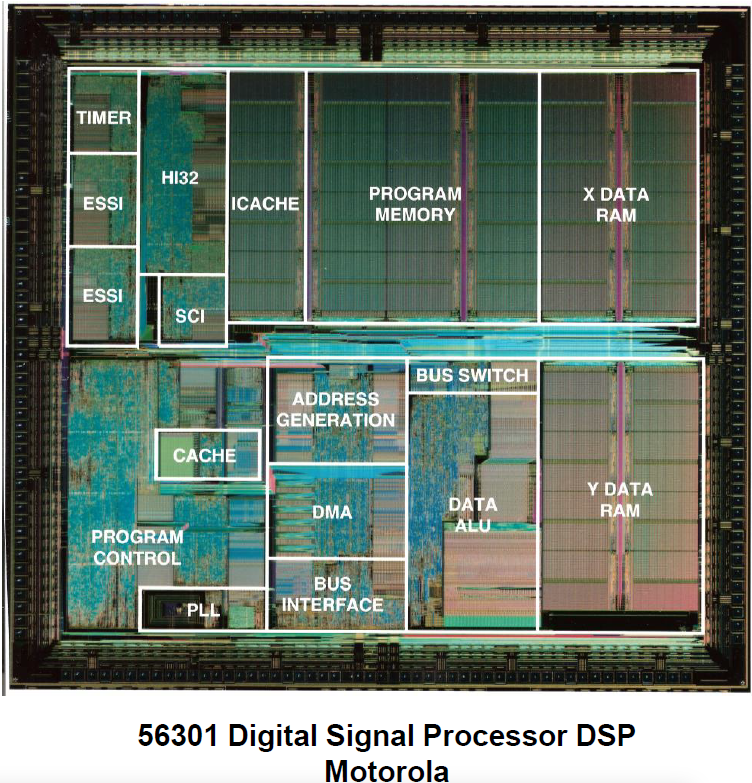 TIMER
ESSI
ESSI
HI32
SCI
ICACHE
PROGRAM
MEMORY
X DATA
RAM
ADDRESS
GENERATION
BUS SWITCH
CACHE
DMA
DATA
ALU
Y DATA
RAM
PROGRAM
CONTROL
BUS
INTERFACE
PLL
56301 Digital Signal Processor DSP
Motorola